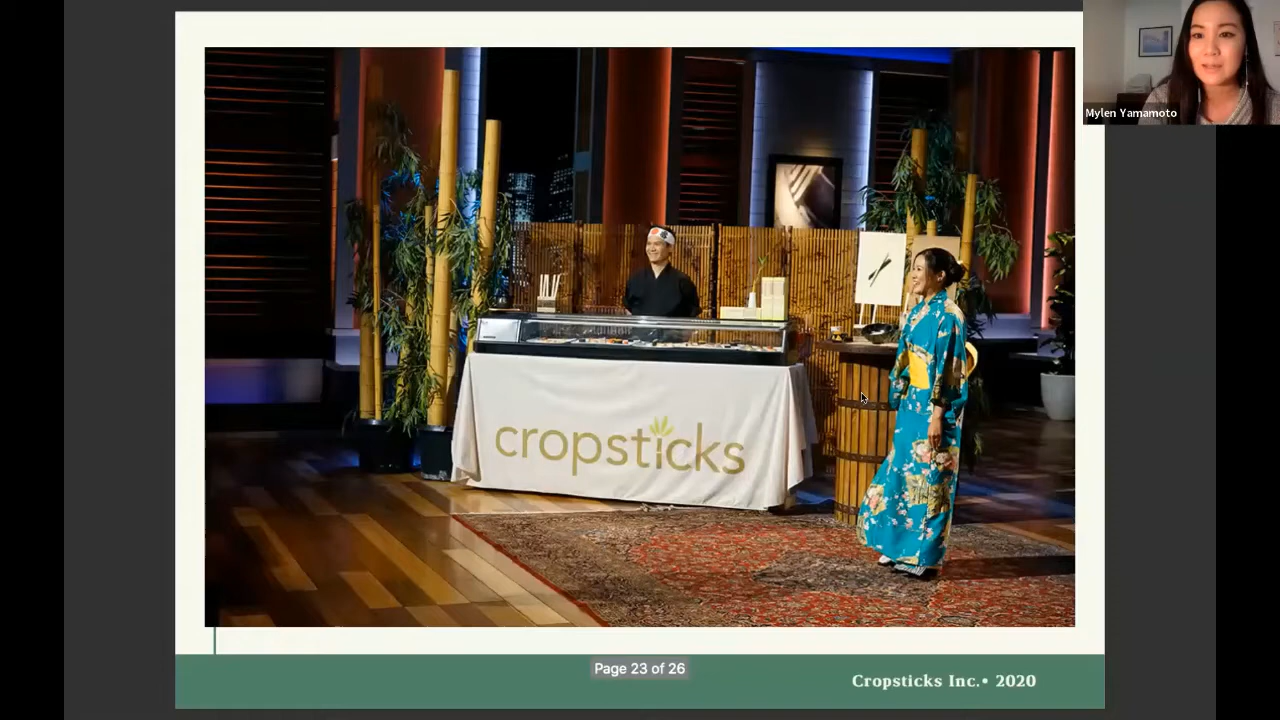 Mylen Yamamoto
cropsticks
Page 23 of 26
Cropsticks Inc.• 2020